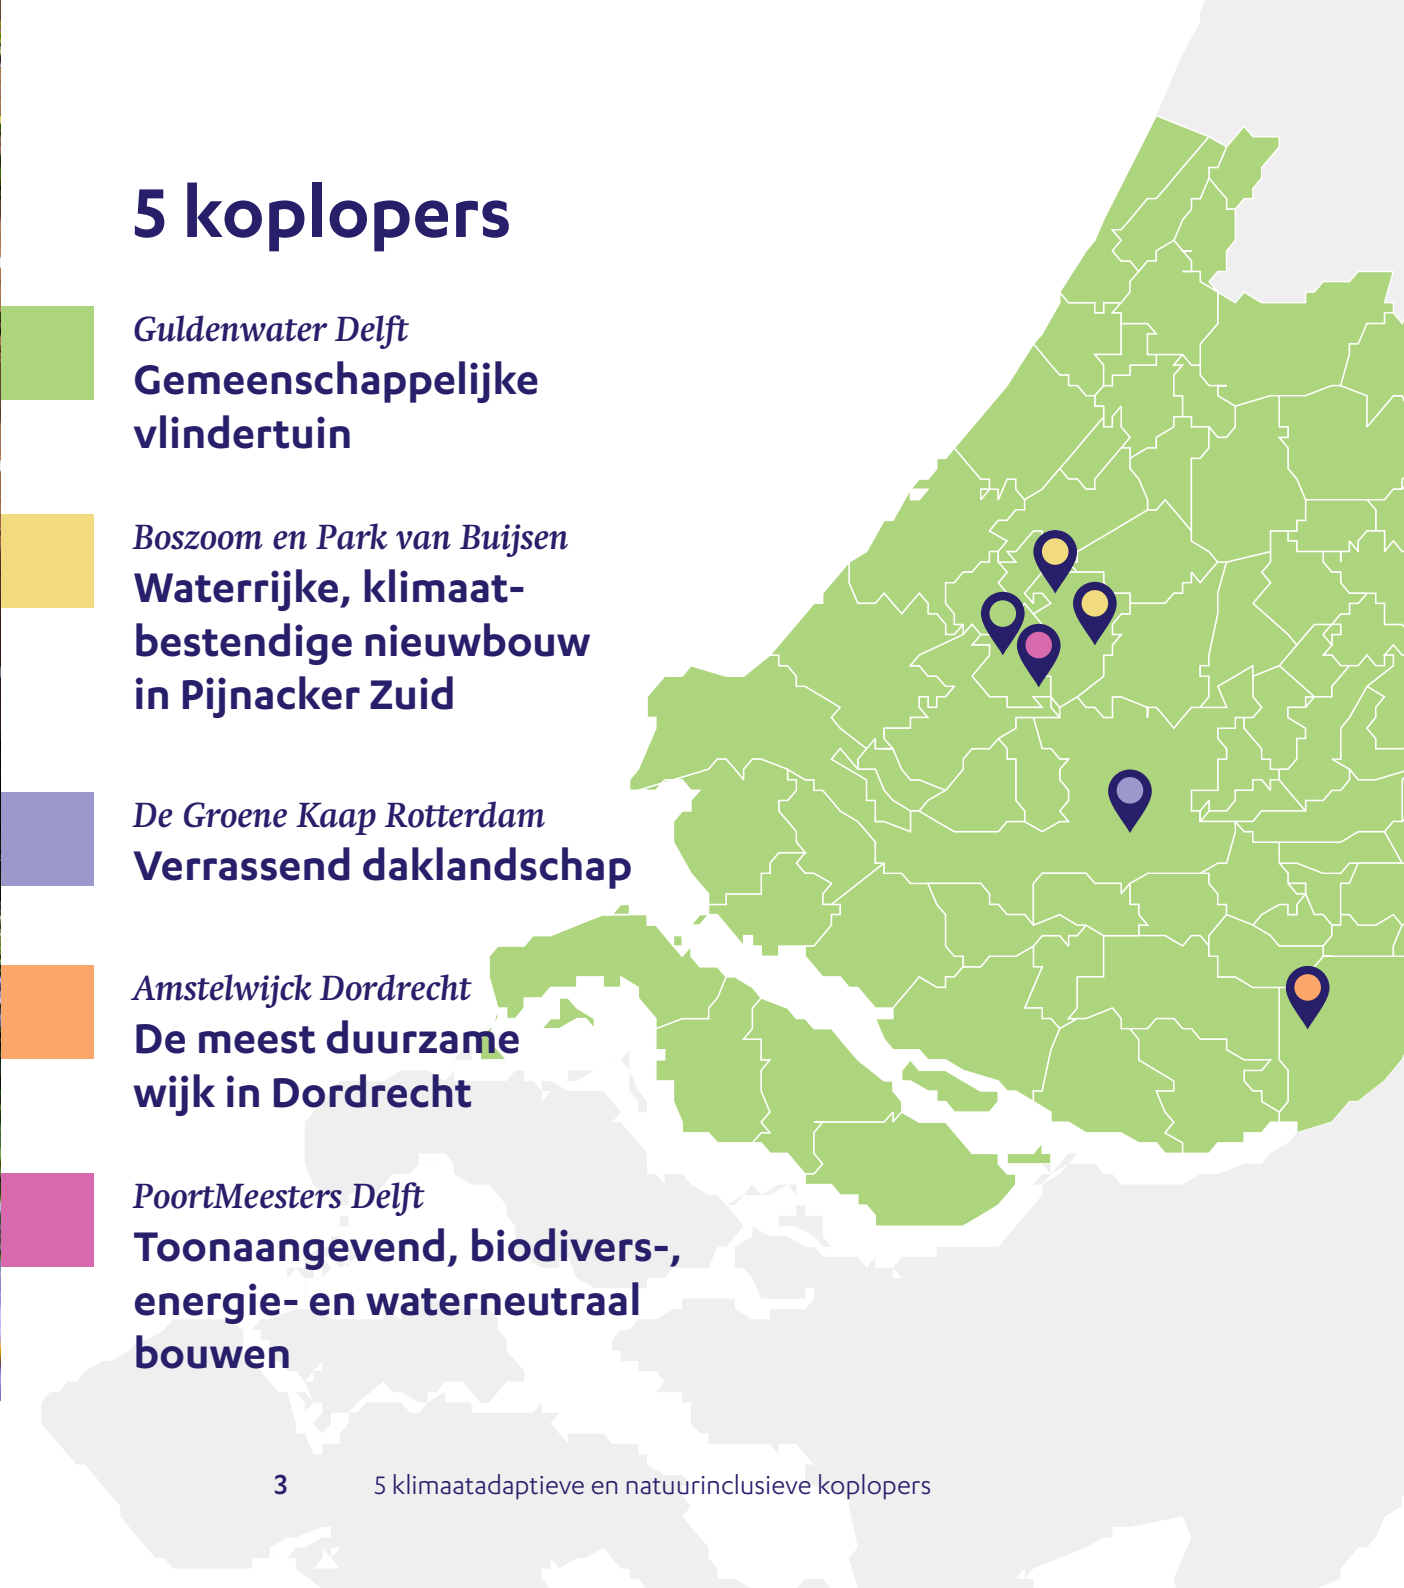 5 koplopers
Guldenwater Delft
Gemeenschappelijke
vlindertuin
Boszoom en Park van Buijsen
Waterrijke, klimaat-
bestendige nieuwbouw
in Pijnacker Zuid
De Groene Kaap Rotterdam
Verrassend daklandschap
Amstelwijck Dordrecht
De meest duurzame
wijk in Dordrecht
PoortMeesters Delft
Toonaangevend, biodivers-,
energie- en waterneutraal
bouwen
3 5 klimaatadaptieve en natuurinclusieve koplopers